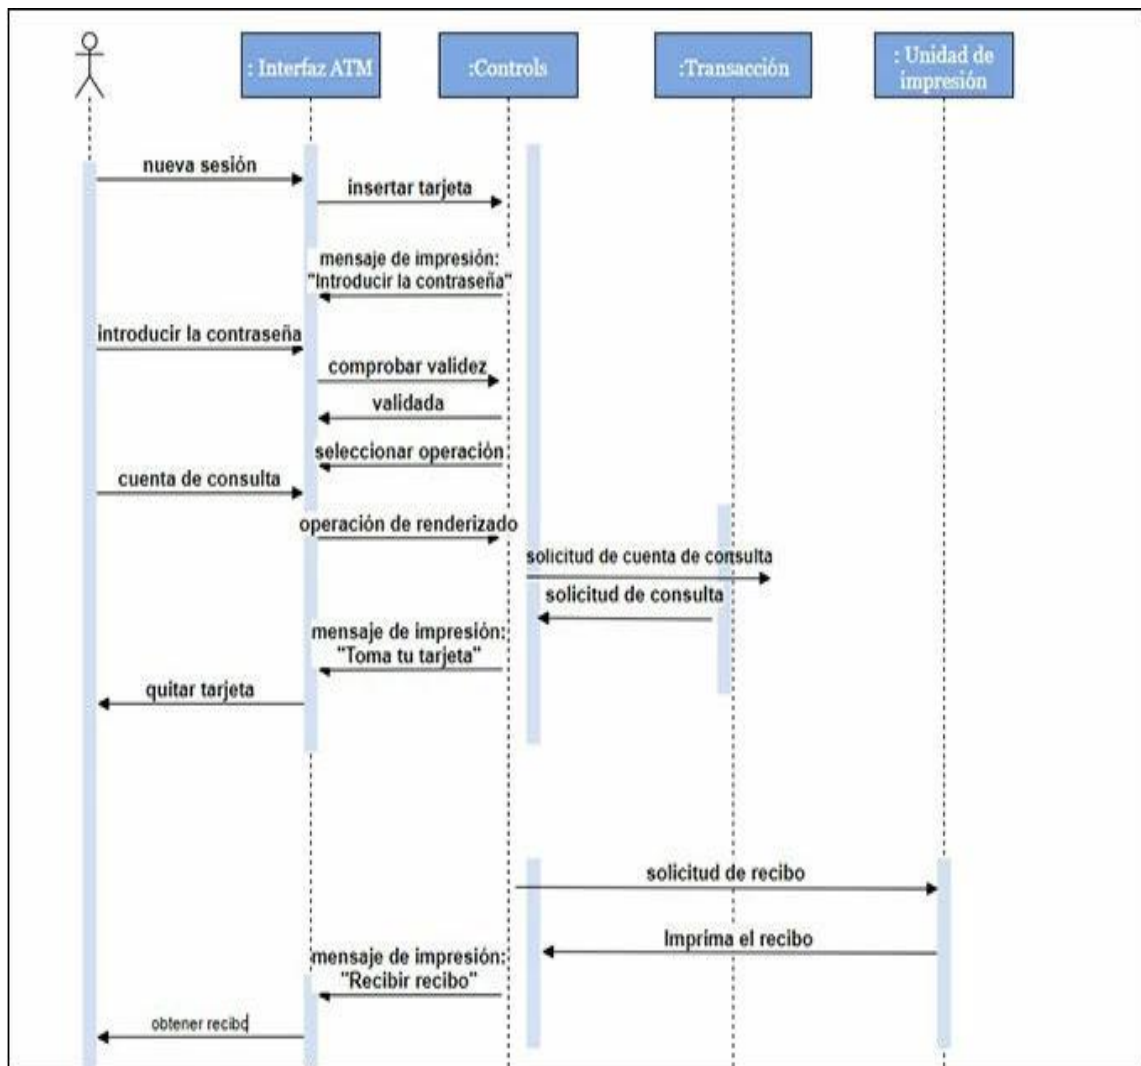 : Interfaz ATM
:Controls
:Transacción
: Unidad de
impresión
nueva sesión
insertar tarjeta
mensaje de impresión:
"Introducir la contraseña"
introducir la contraseña
comprobar validez
validada
seleccionar operación
cuenta de consulta
operación de renderizado
solicitud de cuenta de consulta
solicitud de consulta
mensaje de impresión:
"Toma tu tarjeta"
quitar tarjeta
solicitud de recibo
Imprima el recibo
mensaje de impresión:
"Recibir recibo"
obtener recibo